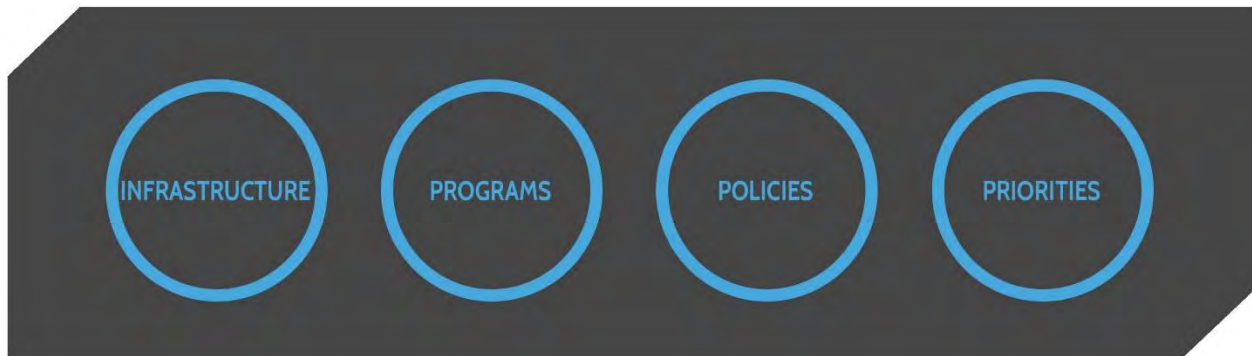 INFRASTRUCTURE
PROGRAMS
POLICIES
PRIORITIES